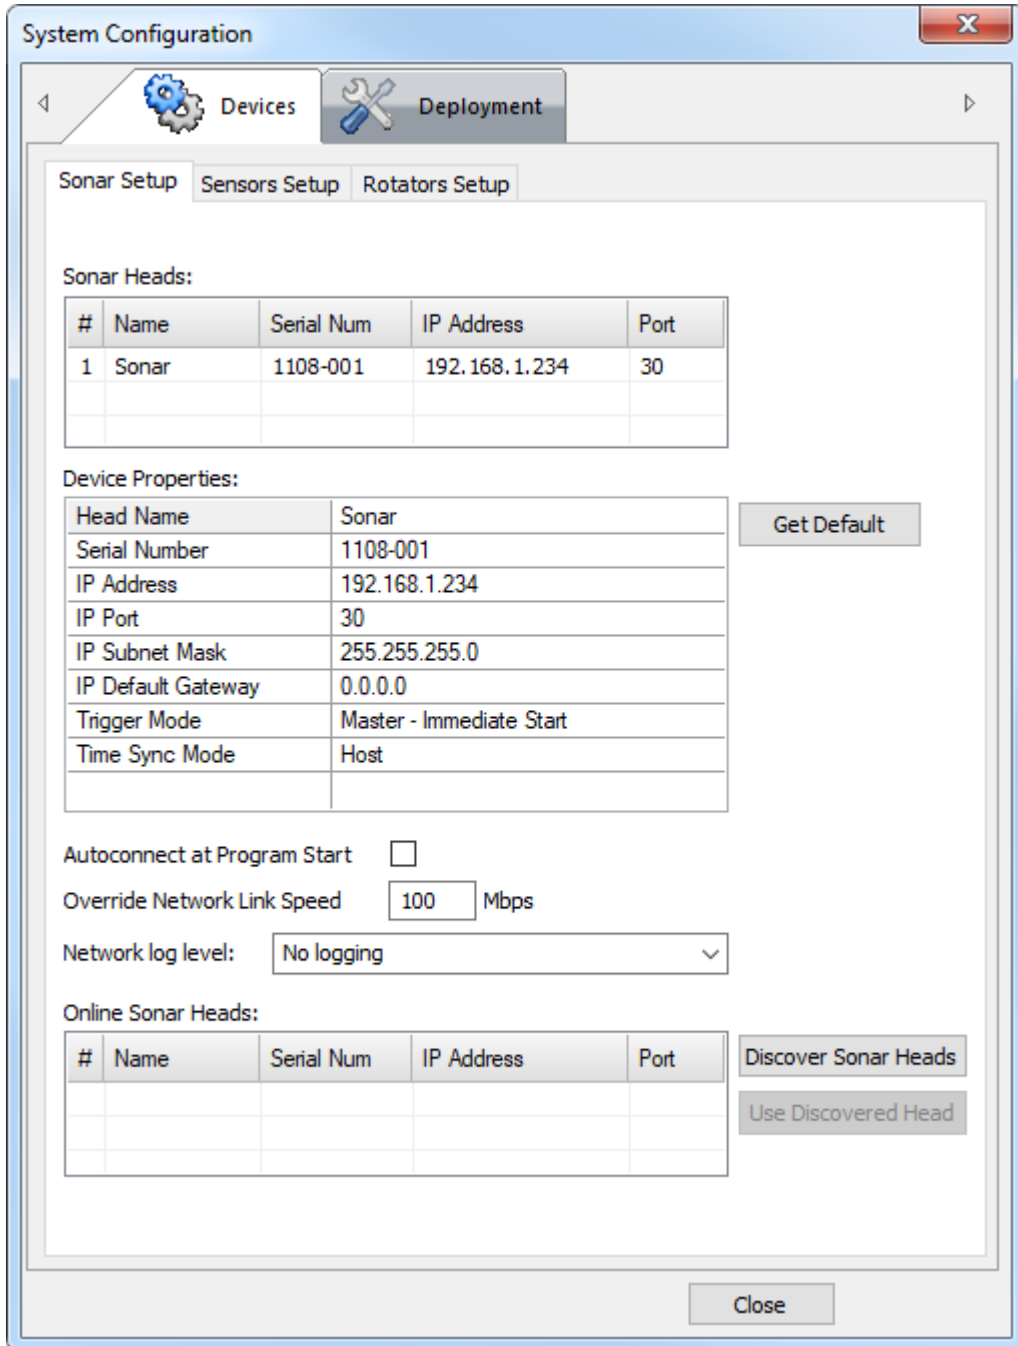 System Configuration
Devices Deployment
Sonar Setup Sensors Setup Rotators Setup
Sonar Heads:
# Name Serial Num IP Address Port
1 Sonar 1108-001 192.168.1.234 30
Device Properties:
Head Name Sonar
Get Default
Serial Number 1108-001
IP Address 192.168.1.234
IP Port 30
IP Subnet Mask 255.255.255.0
IP Default Gateway 0.0.0.0
Trigger Mode Master - Immediate Start
Time Sync Mode Host
Autoconnect at Program Start
Override Network Link Speed 100 Mbps
Network log level: No logging
Online Sonar Heads:
# Name Serial Num IP Address Port
Discover Sonar Heads
Use Discovered Head
Close